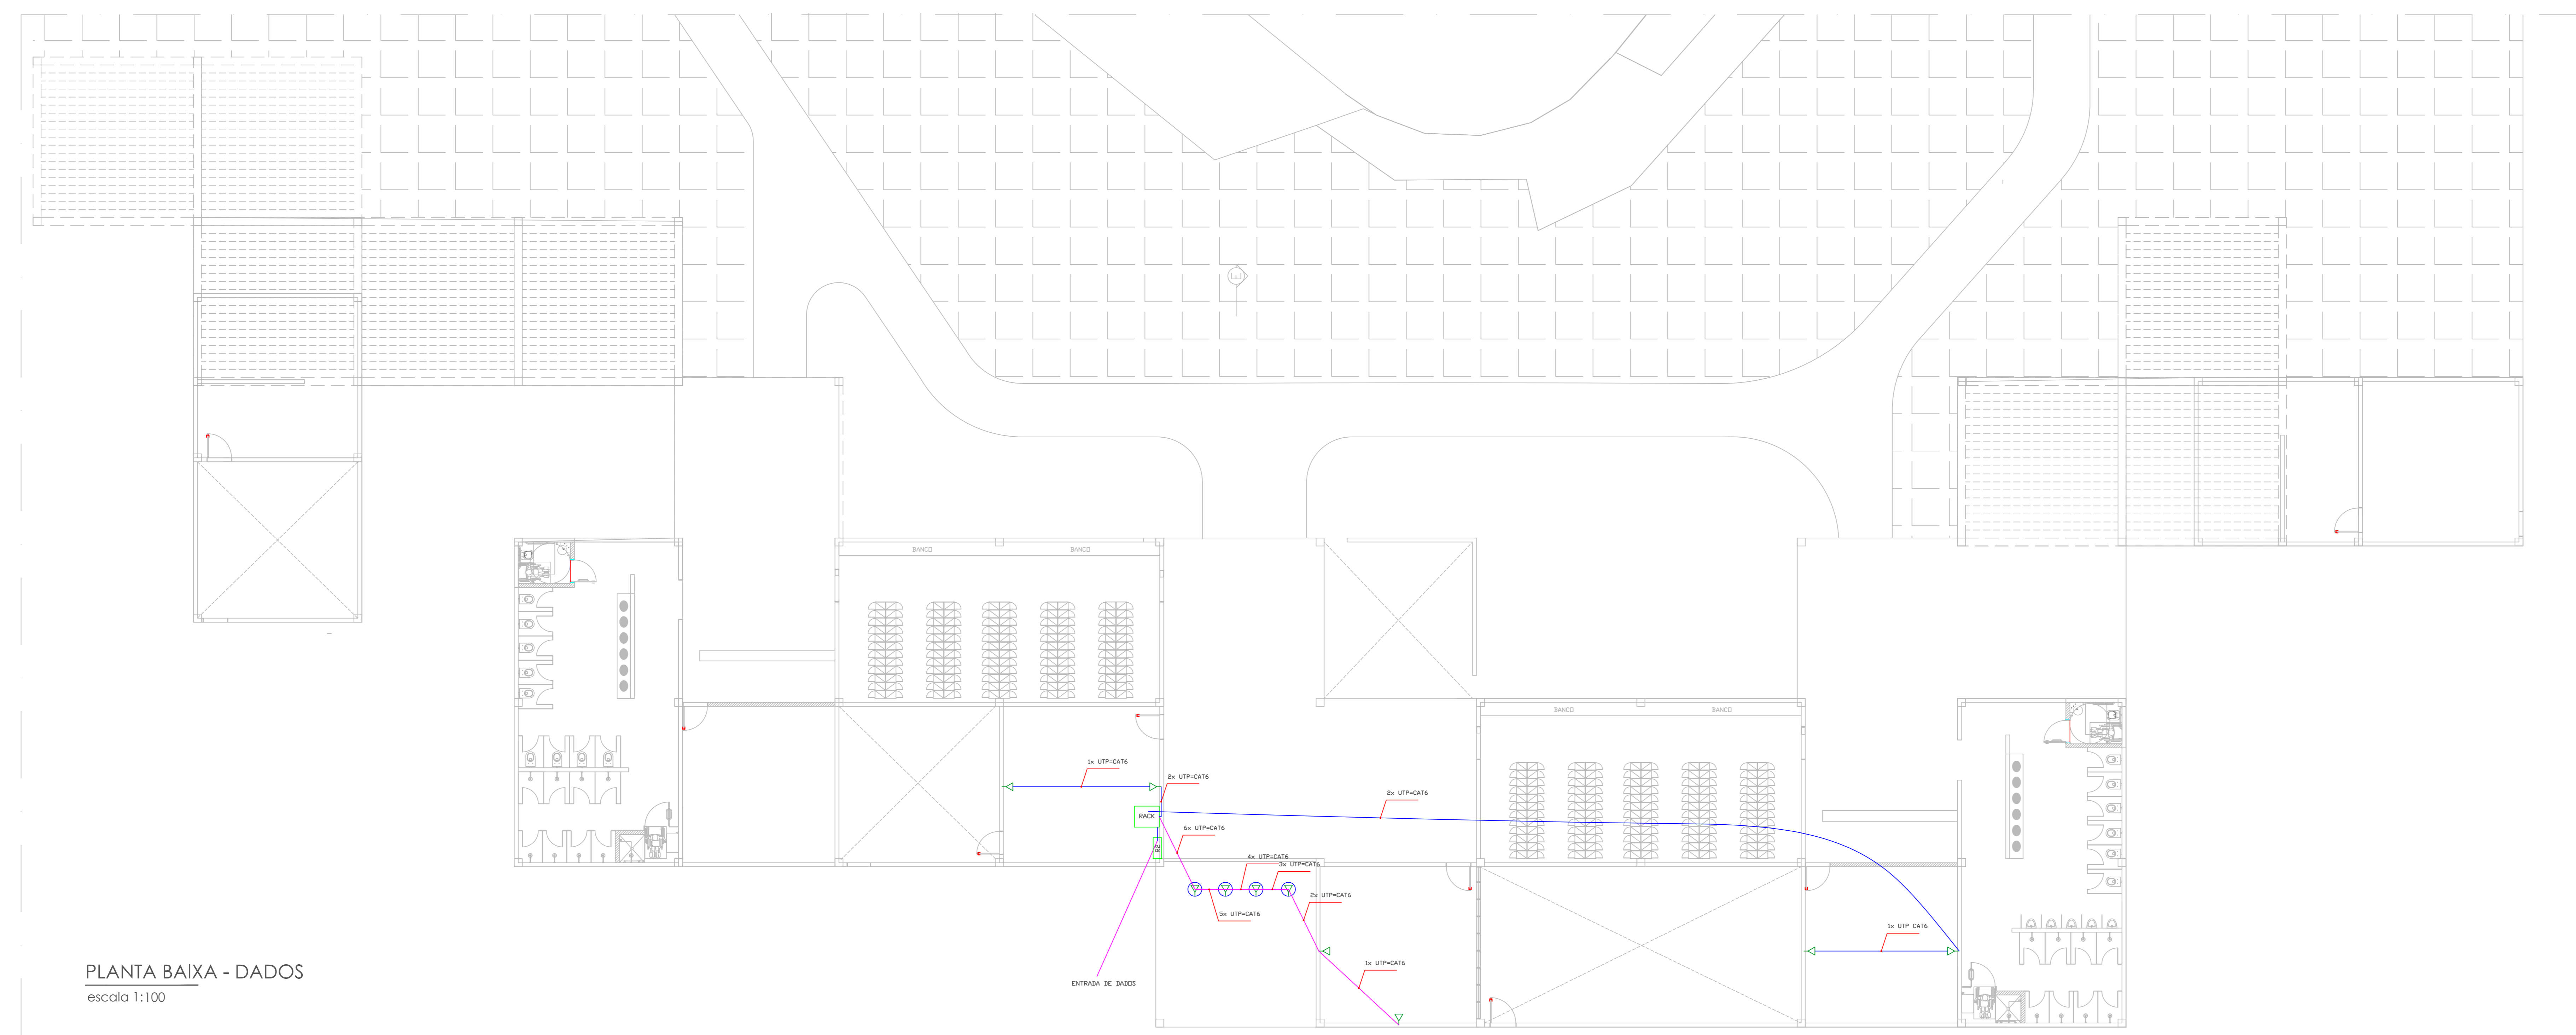 E
BANCO
BANCO
BANCO
BANCO
1x UTP=CAT6
2x UTP=CAT6
2x UTP=CAT6
RACK
6x UTP=CAT6
R2
4x UTP=CAT6
3x UTP=CAT6
2x UTP=CAT6
5x UTP=CAT6
1x UTP CAT6
1x UTP=CAT6
ENTRADA DE DADOS
PLANTA BAIXA - DADOS
escala 1:100